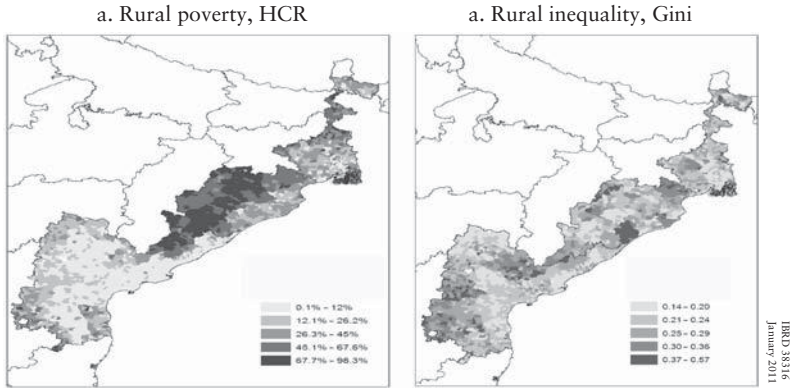 a. Rural poverty, HCR
a. Rural inequality, Gini
0.1% – 12%
12.1% – 26.2%
26.3% – 45%
45.1% – 67.6%
67.7% – 98.3%
0.14 – 0.20
0.21 – 0.24
0.25 – 0.29
0.30 – 0.36
0.37 – 0.57
IBRD 38316
January 2011